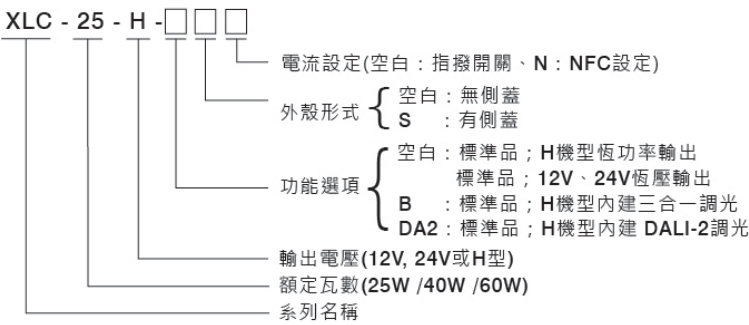 XLC - 25 - H -□ □ □
電流設定(空白：指撥開關、N：NFC設定)
外殼形式
空白：無側蓋
S ：有側蓋
功能選項
空白：標準品；H機型恆功率輸出
標準品；12V、24V恆壓輸出
B ：標準品；H機型內建三合一調光
DA2：標準品；H機型內建 DALI-2調光
輸出電壓(12V, 24V或H型)
額定瓦數(25W /40W /60W)
系列名稱